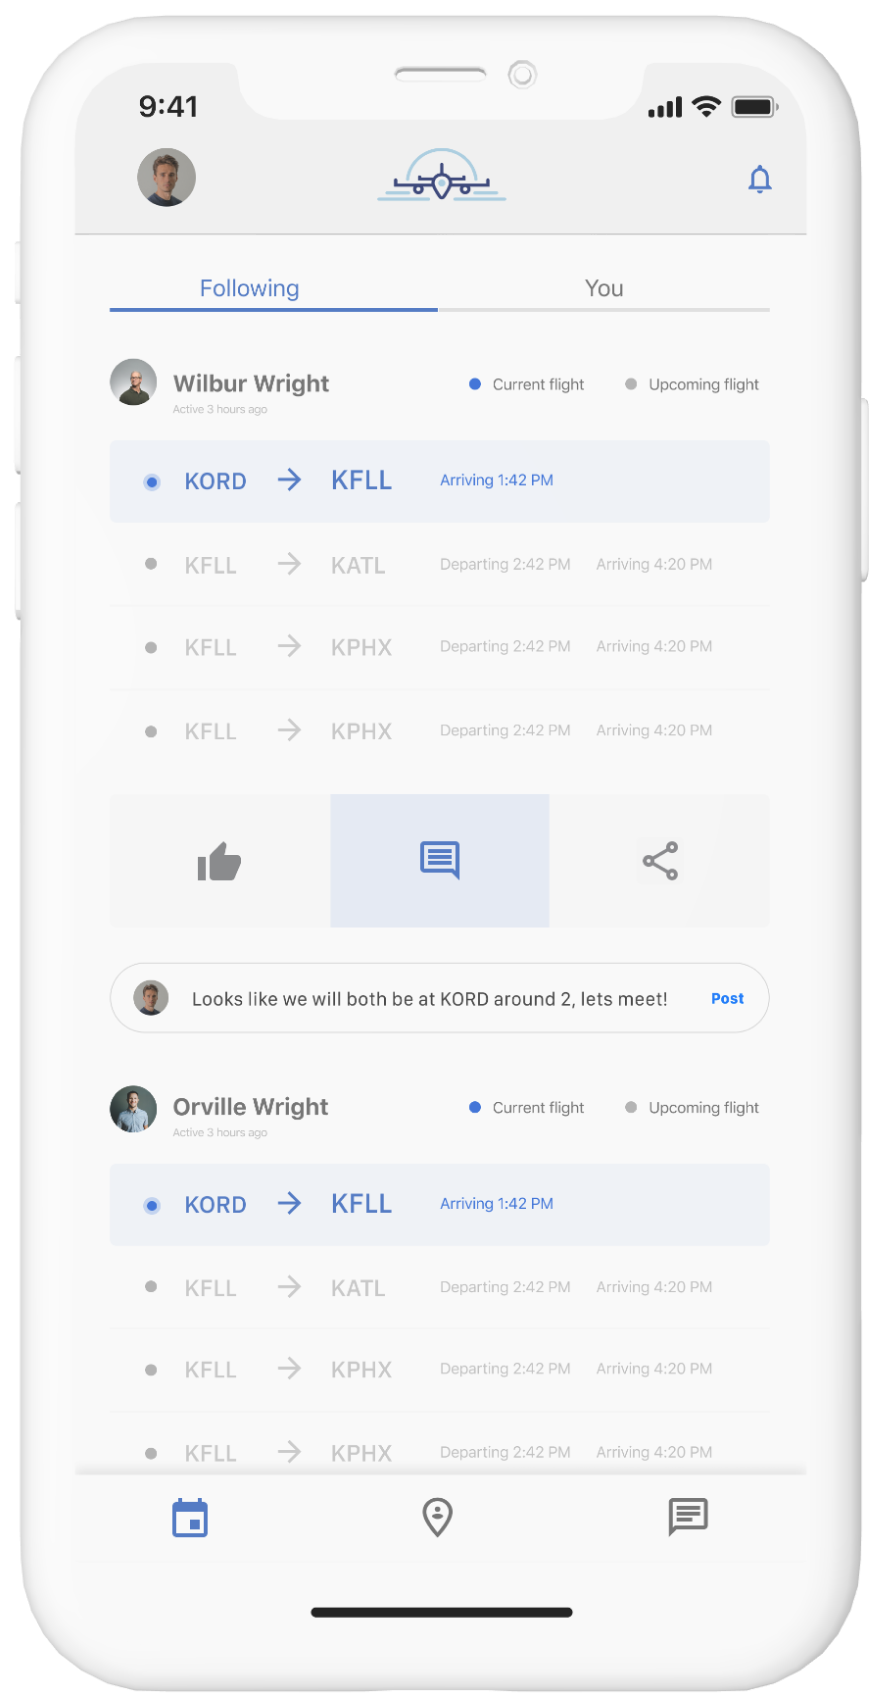 9:41
Following You
Wilbur Wright Current flight Upcoming flight
Active 3 hours ago
KORD → KFLL Arriving 1:42 PM
KFLL → KATL Departing 2:42 PM Arriving 4:20 PM
KFLL → KPHX Departing 2:42 PM Arriving 4:20 PM
KFLL → KPHX Departing 2:42 PM Arriving 4:20 PM
Looks like we will both be at KORD around 2, lets meet! Post
Orville Wright Current flight Upcoming flight
Active 3 hours ago
KORD → KFLL Arriving 1:42 PM
KFLL → KATL Departing 2:42 PM Arriving 4:20 PM
KFLL → KPHX Departing 2:42 PM Arriving 4:20 PM
KFLL → KPHX Departing 2:42 PM Arriving 4:20 PM